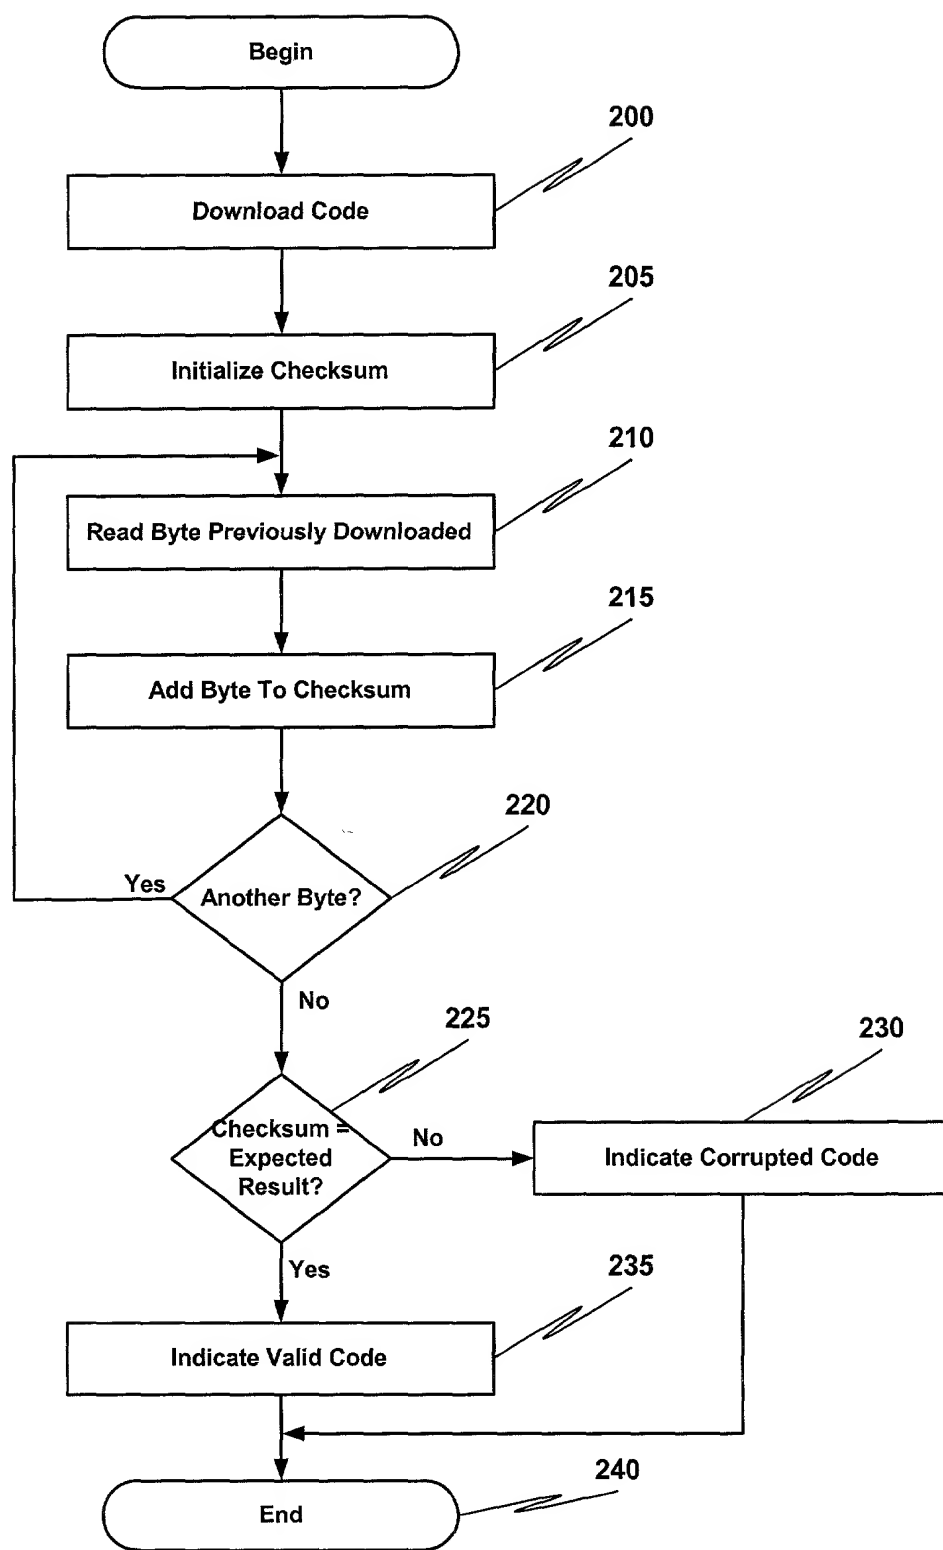 Begin
200
Download Code
205
Initialize Checksum
210
Read Byte Previously Downloaded
215
Add Byte To Checksum
220
Yes
Another Byte?
No
225
230
Checksum =
Expected
Result?
No
Indicate Corrupted Code
Yes
235
Indicate Valid Code
240
End